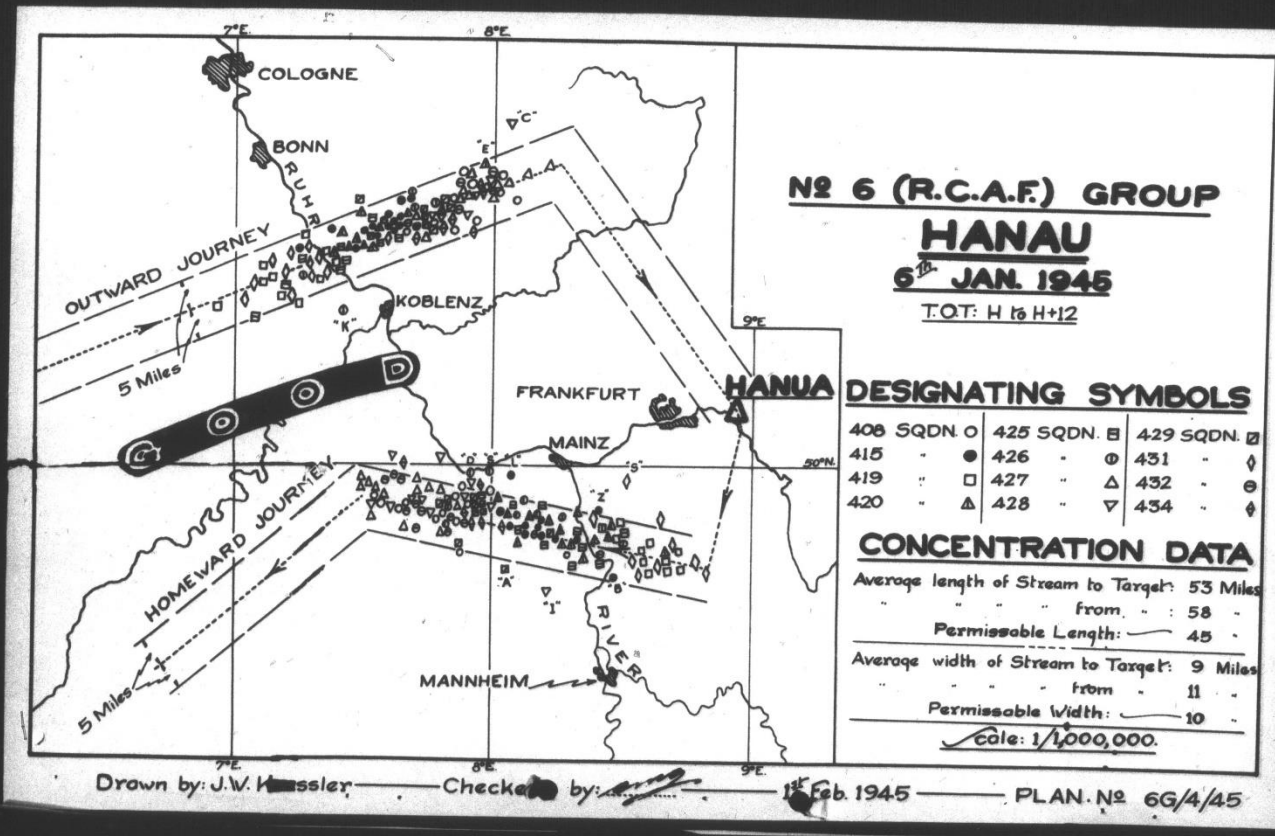 7°E.
8°E.
COLOGNE
BONN
RUHR
"C"
"E"
OUTWARD JOURNEY
KOBLENZ
"K"
5 Miles
GOOD
No 6 (R.C.A.F.) GROUP
HANAU
6th JAN. 1945
T.O.T: H to H+12
9°E
FRANKFURT
HANUA
MAINZ
50°N.
"L"
"S"
"Z"
HOMEWARD JOURNEY
"A"
"B"
RIVER
MANNHEIM
5 Miles
7°E.
8°E.
9°E.
DESIGNATING SYMBOLS
408 SQDN. 425 SQDN. 429 SQDN.
415 " 426 " 431 "
419 " 427 " 432 "
420 " 428 " 434 "
CONCENTRATION DATA
Average length of Stream to Target: 53 Miles
" " " " from " : 58 "
Permissable Length: 45 "
Average width of Stream to Target: 9 Miles
" " " " from " 11 "
Permissable Width: 10 "
Scale: 1/1,000,000.
Drawn by: J.W. Checked by: 1st Feb. 1945 PLAN. No 6G/4/45